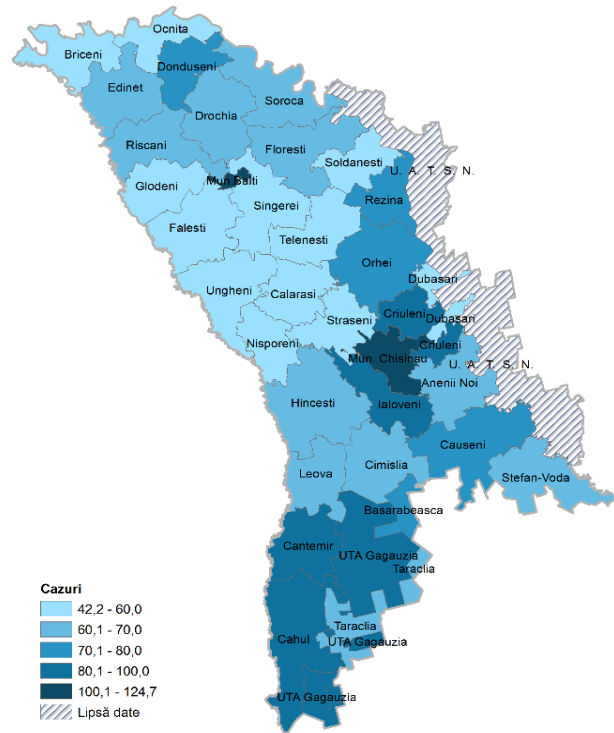 Ocnita
Briceni
Donduseni
Edinet
Soroca
Drochia
Riscani
Floresti
Soldanesti
U. A. T. S. N.
Mun.Balti
Glodeni
Rezina
Singerei
Falesti
Telenesti
Orhei
Dubasari
Ungheni
Calarasi
Criuleni
Straseni
Dubasari
Nisporeni
Criuleni
Mun. Chisinau
U. A. T. S. N.
Anenii Noi
Hincesti
Ialoveni
Causeni
Cimislia
Leova
Stefan-Voda
Basarabeasca
Cantemir
UTA Gagauzia
Taraclia
Taraclia
Cahul
UTA Gagauzia
UTA Gagauzia
Cazuri
42,2 - 60,0
60,1 - 70,0
70,1 - 80,0
80,1 - 100,0
100,1 - 124,7
Lipsă date